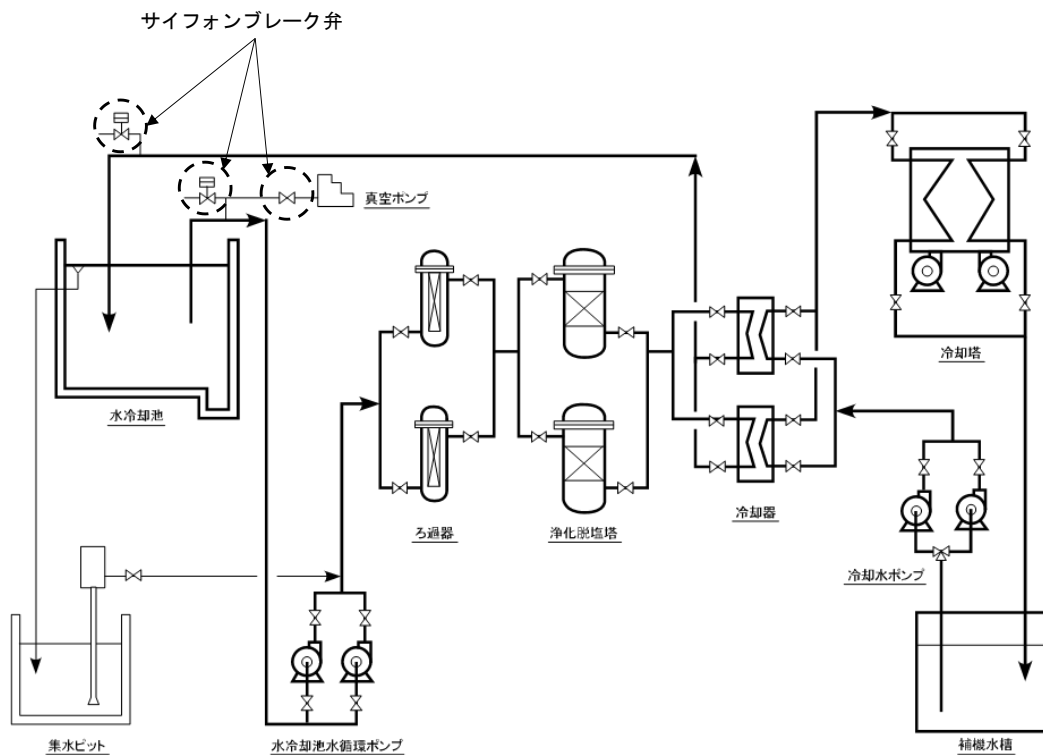 サイフォンブレーク弁
真空ポンプ
水冷却池
冷却塔
ろ過器
浄化脱塩塔
冷却器
冷却水ポンプ
集水ピット
水冷却池水循環ポンプ
補機水槽